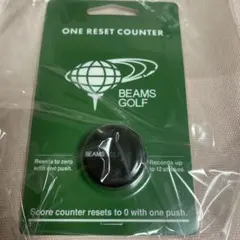 ONE RESET COUNTER
BEAMS
GOLF
BEAMS
Resets to zero
with one push.
Records up
to 12 strokes.
Score counter resets to 0 with one push.